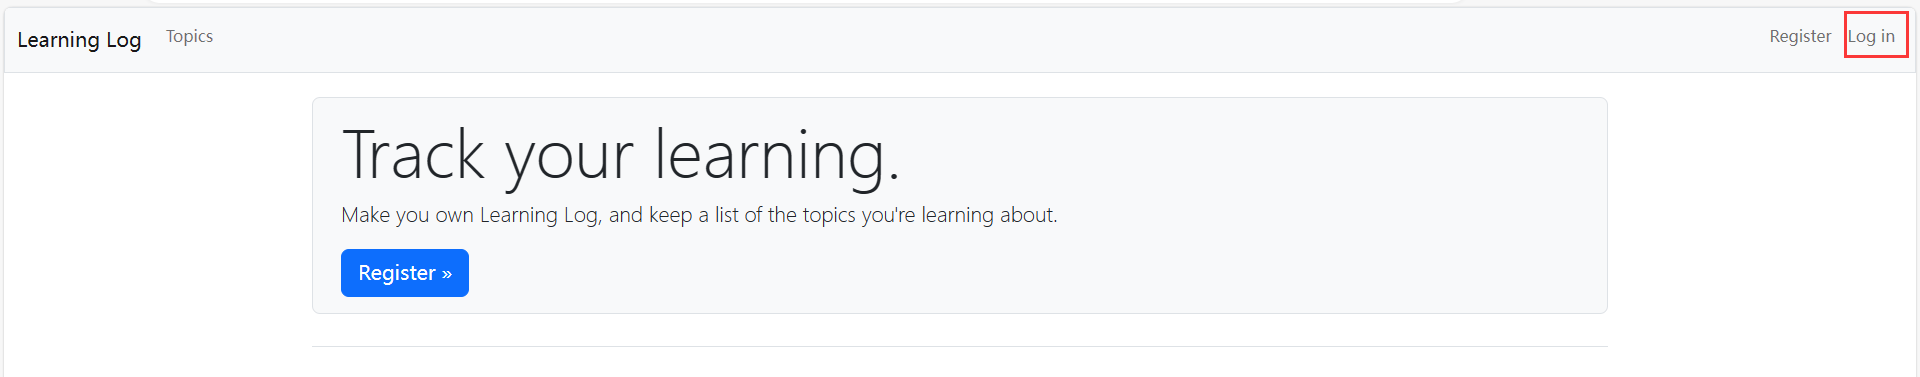 Learning Log Topics Register Log in
Track your learning.
Make you own Learning Log, and keep a list of the topics you're learning about.
Register »